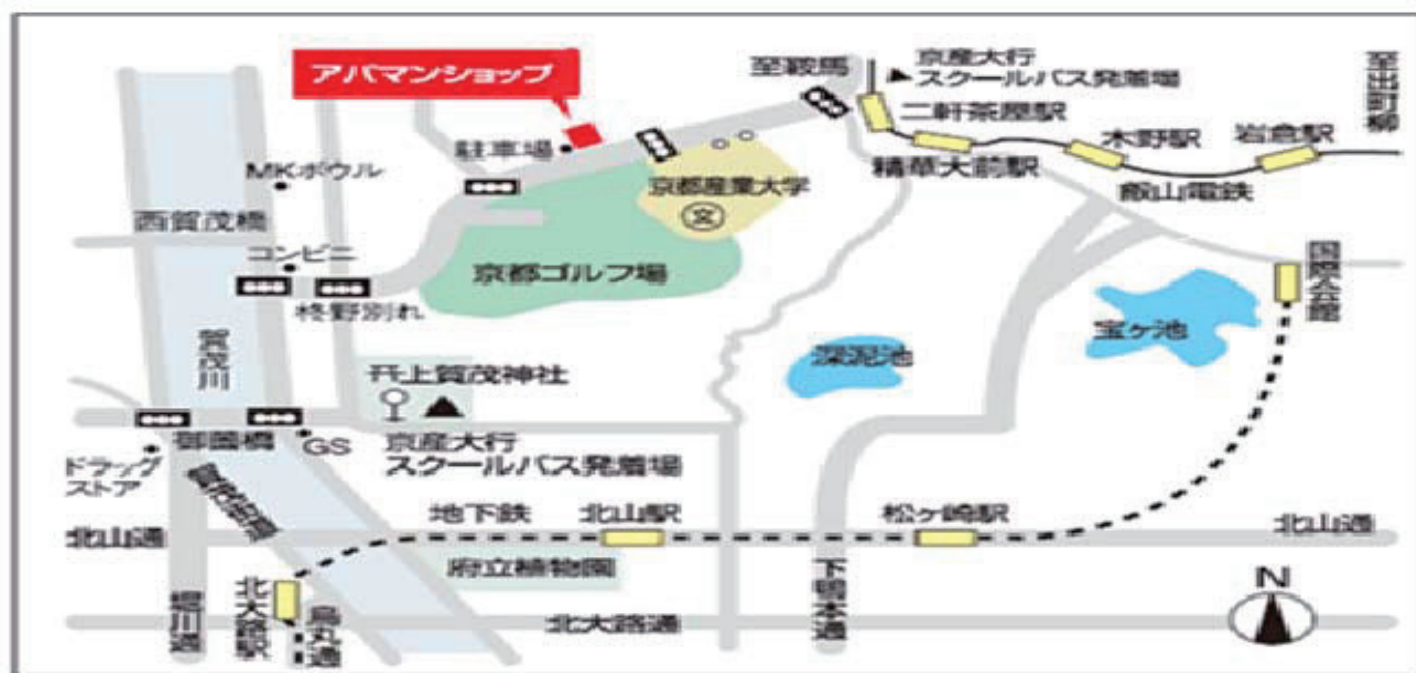 アパマンショップ
至鞍馬
京産大行
スクールバス発着場
至出町柳
二軒茶屋駅
木野駅
岩倉駅
駐車場
精華大前駅
MKボウル
京都産業大学
文
飯山電鉄
西賀茂橋
コンビニ
京都ゴルフ場
国際会館
柊野別れ
宝ヶ池
賀茂川
深泥池
上賀茂神社
御薗橋
GS
京産大行
スクールバス発着場
ドラッグ
ストア
地下鉄
北山駅
松ヶ崎駅
北山通
北山通
府立植物園
下鴨本通
N
堀川通
北大路駅
烏丸通
北大路通